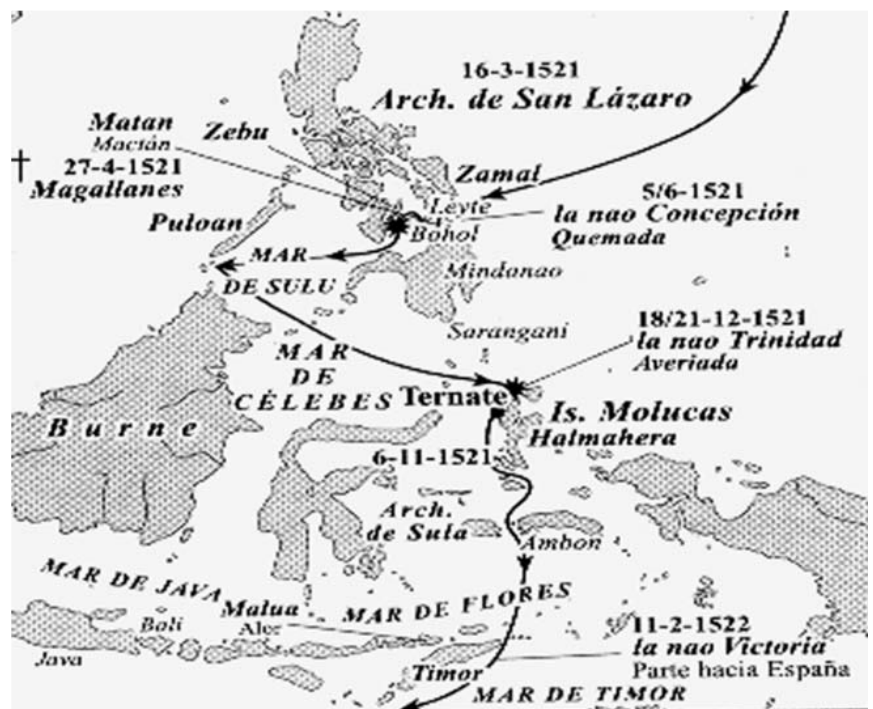 16-3-1521
Arch. de San Lázaro
Matan
Mactán
27-4-1521
Magallanes
Zebu
Zamal
Leyte
5/6-1521
la nao Concepción
Quemada
Puloan
Bohol
MAR
DE SULU
Mindanao
Sarangani
18/21-12-1521
la nao Trinidad
Averiada
MAR
DE
CÉLEBES
Ternate
Is. Molucas
Halmahera
Burne
6-11-1521
Arch.
de Sula
Ambon
MAR DE JAVA
Malua
Alor
MAR DE FLORES
Bali
Java
11-2-1522
la nao Victoria
Parte hacia España
Timor
MAR DE TIMOR